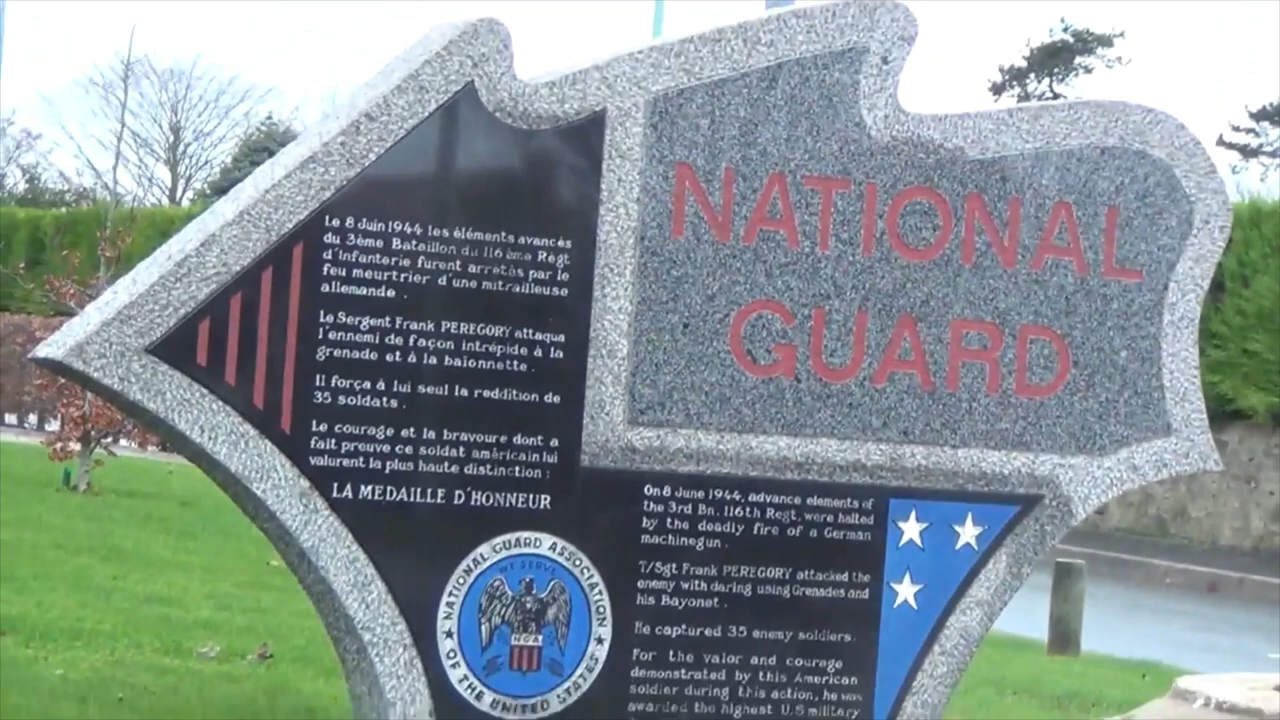 NATIONAL
GUARD
Le 8 Juin 1944 les éléments avancés
du 3ème Bataillon du 116 ème Régt
d'Infanterie furent arretés par le
feu meurtrier d'une mitrailleuse
allemande .
Le Sergent Frank PEREGORY attaqua
l'ennemi de façon intrépide à la
grenade et à la baionnette .
Il força à lui seul la reddition de
35 soldats .
Le courage et la bravoure dont a
fait preuve ce soldat américain lui
valurent la plus haute distinction :
LA MEDAILLE D'HONNEUR
NATIONAL GUARD ASSOCIATION
OF THE UNITED STATES
WE SERVE
NGA
On 8 June 1944, advance elements of
the 3rd Bn. 116th Regt, were halted
by the deadly fire of a German
machinegun .
T/Sgt Frank PEREGORY attacked the
enemy with daring using Grenades and
his Bayonet .
He captured 35 enemy soldiers.
For the valor and courage
demonstrated by this American
soldier during this action, he was
awarded the highest U.S military